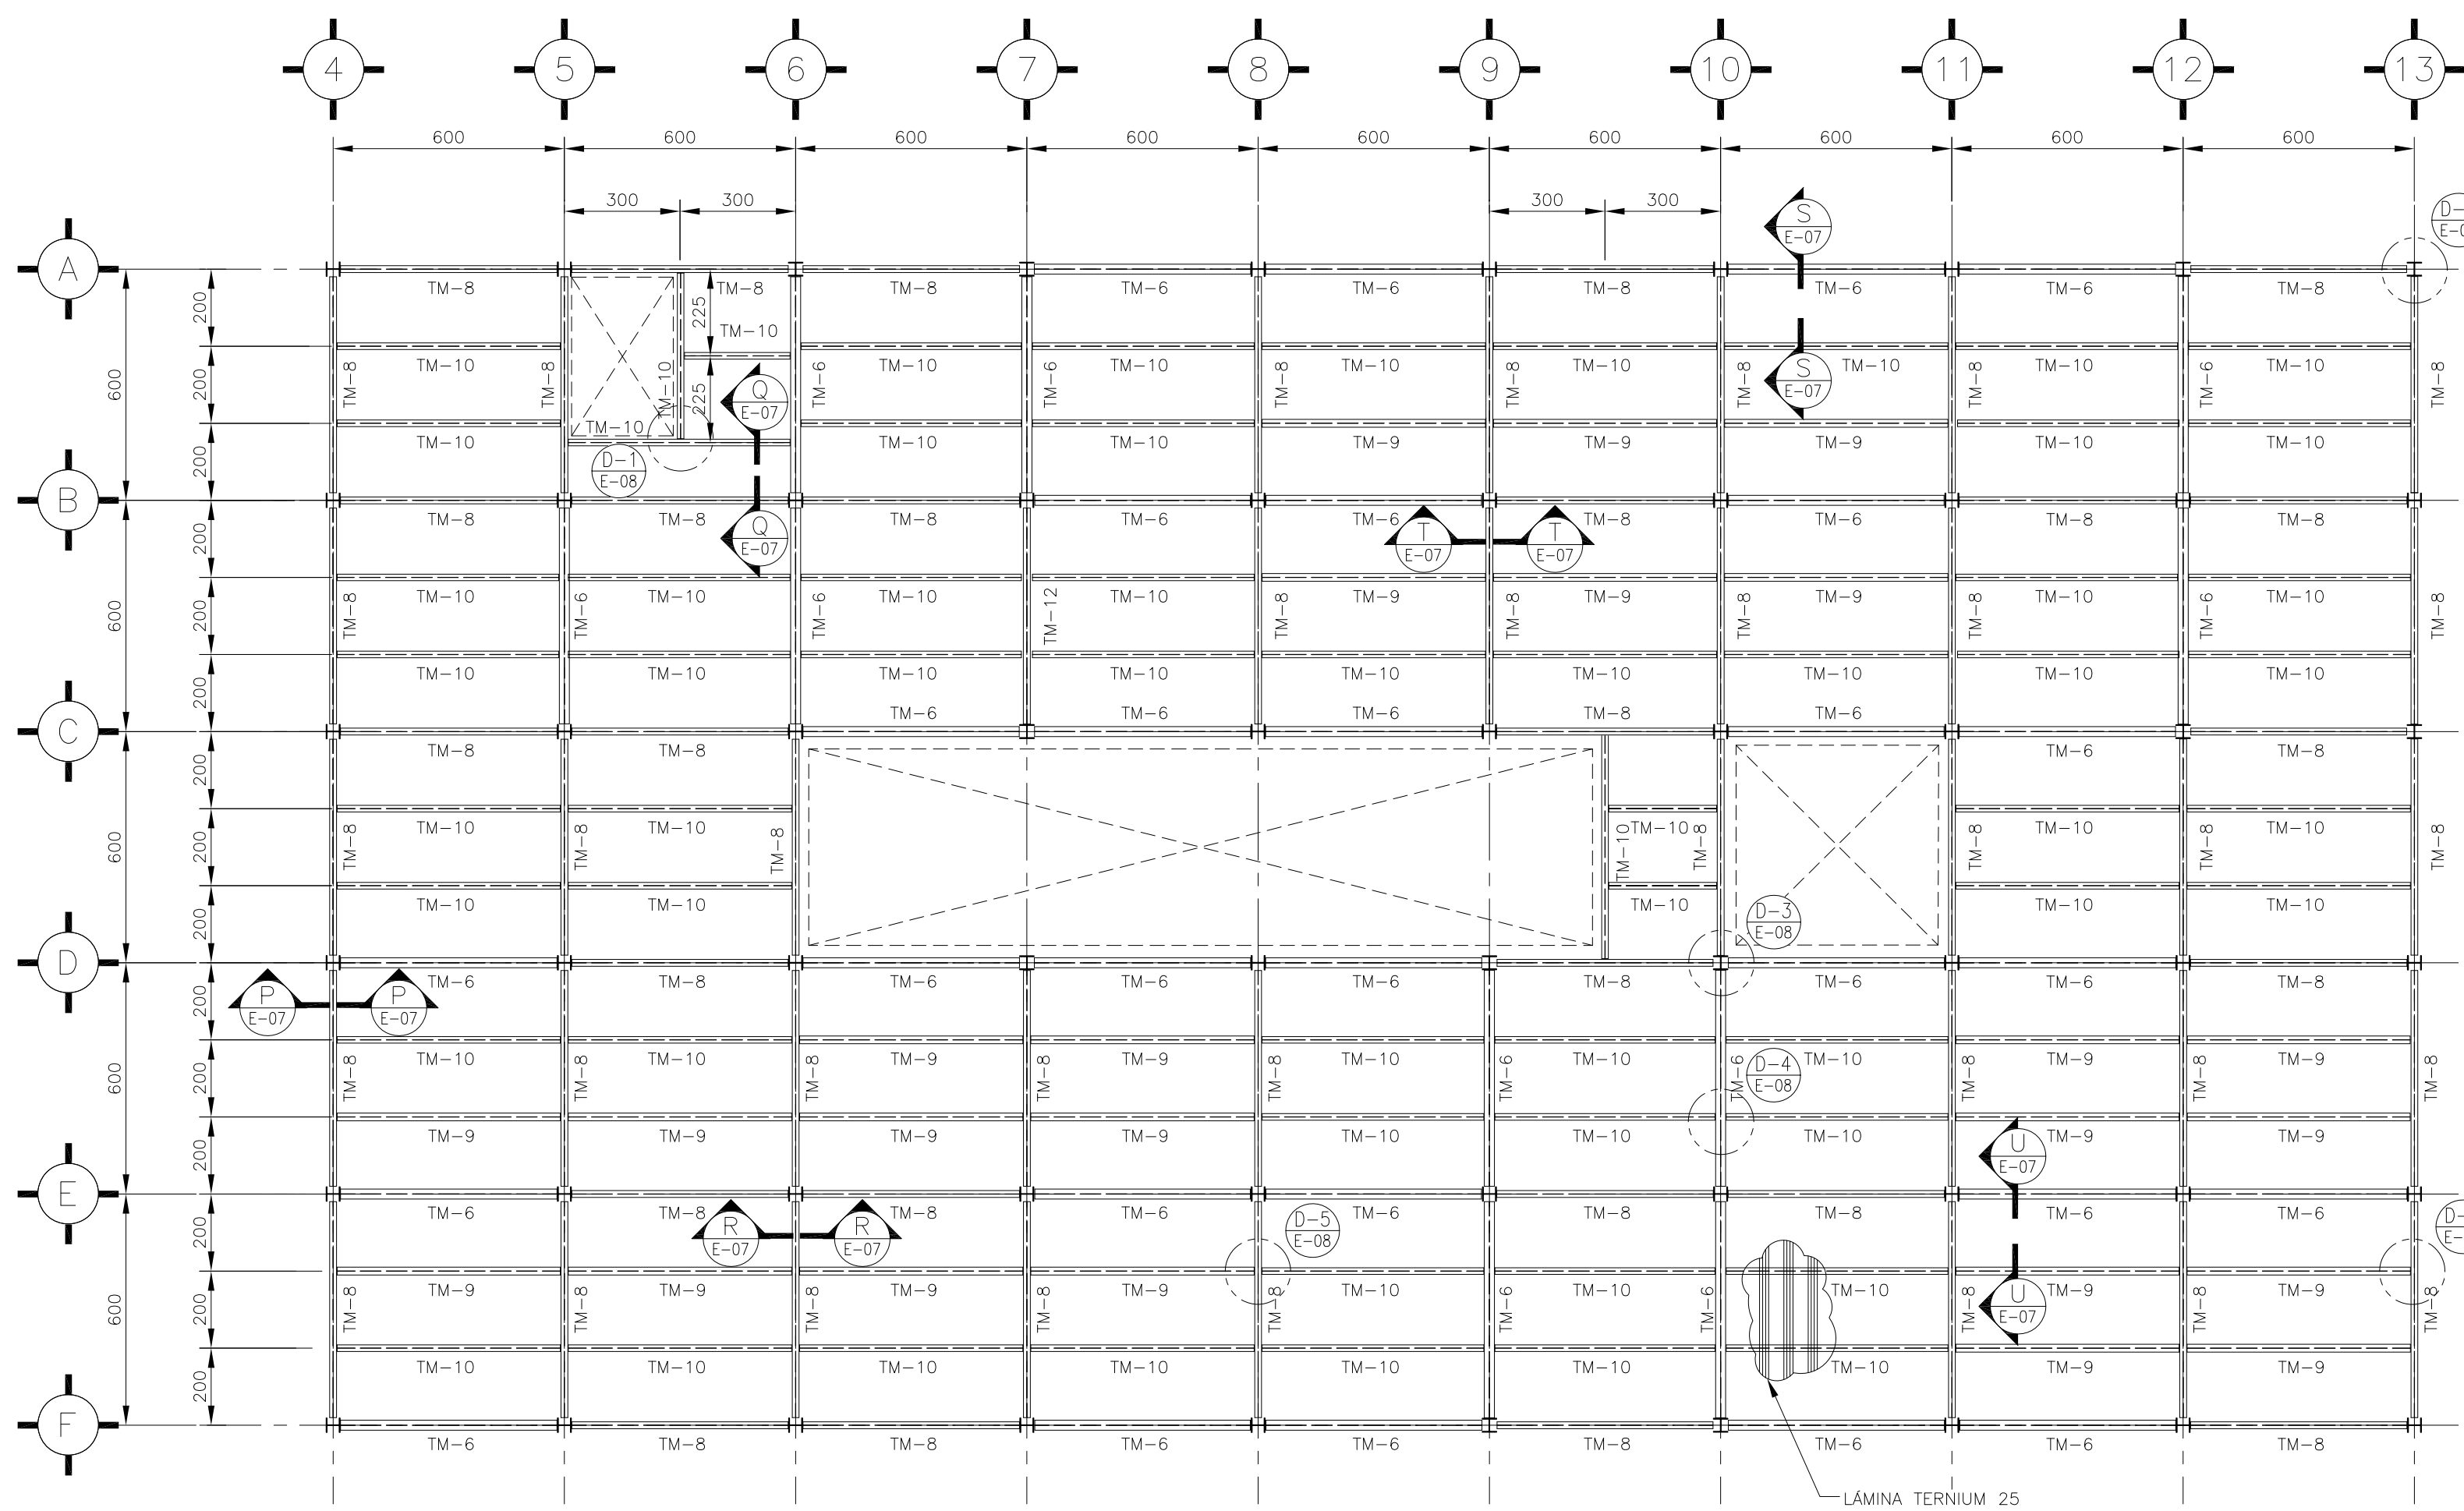 4 5 6 7 8 9 10 11 12 13
600 600 600 600 600 600 600 600 600
300 300 300 300
S
E-07
D-
A
TM-8 TM-8 TM-8 TM-6 TM-6 TM-8 TM-6 TM-6 TM-8
200 225 TM-10
S
E-07
TM-10 TM-10 TM-10 TM-10 TM-10 TM-10 TM-10 TM-10
600 200 TM-8 TM-8 TM-10 225 TM-6 TM-6 TM-8 TM-8 TM-8 TM-8 TM-6 TM-8
Q
E-07
TM-10 TM-10 TM-10 TM-10 TM-9 TM-9 TM-9 TM-10 TM-10
200
D-1
E-08
B
TM-8 TM-8 TM-8 TM-6 TM-6 TM-8 TM-6 TM-8 TM-8
Q
E-07
T
E-07
T
E-07
200
TM-10 TM-10 TM-10 TM-10 TM-9 TM-9 TM-9 TM-10 TM-10
600 200 TM-8 TM-6 TM-6 TM-12 TM-8 TM-8 TM-8 TM-8 TM-6 TM-8
TM-10 TM-10 TM-10 TM-10 TM-10 TM-10 TM-10 TM-10 TM-10
200
TM-6 TM-6 TM-6 TM-8 TM-6
C
TM-8 TM-8 TM-6 TM-8
200
TM-10 TM-10 TM-10 TM-10 TM-10
600 200 TM-8 TM-8 TM-8 TM-10 TM-8 TM-8 TM-8 TM-8
TM-10 TM-10 TM-10 TM-10 TM-10
200
D-3
E-08
D
TM-6 TM-8 TM-6 TM-6 TM-6 TM-8 TM-6 TM-6 TM-8
P
E-07
P
E-07
200
TM-10 TM-10 TM-9 TM-9 TM-10 TM-10 TM-10 TM-9 TM-9
600 200 TM-8 TM-8 TM-8 TM-8 TM-8 TM-6 TM-6 TM-8 TM-8 TM-8
D-4
E-08
TM-9 TM-9 TM-9 TM-9 TM-10 TM-10 TM-10 TM-9 TM-9
200
U
E-07
E
TM-6 TM-8 TM-8 TM-6 TM-6 TM-8 TM-8 TM-6 TM-6
R
E-07
R
E-07
D-5
E-08
D-
200
TM-9 TM-9 TM-9 TM-9 TM-10 TM-10 TM-10 TM-9 TM-9
600 200 TM-8 TM-8 TM-8 TM-8 TM-8 TM-6 TM-6 TM-8 TM-8 TM-8
U
E-07
TM-10 TM-10 TM-10 TM-10 TM-10 TM-10 TM-10 TM-9 TM-9
200
F
TM-6 TM-8 TM-8 TM-6 TM-6 TM-8 TM-6 TM-6 TM-8
LÁMINA TERNIUM 25